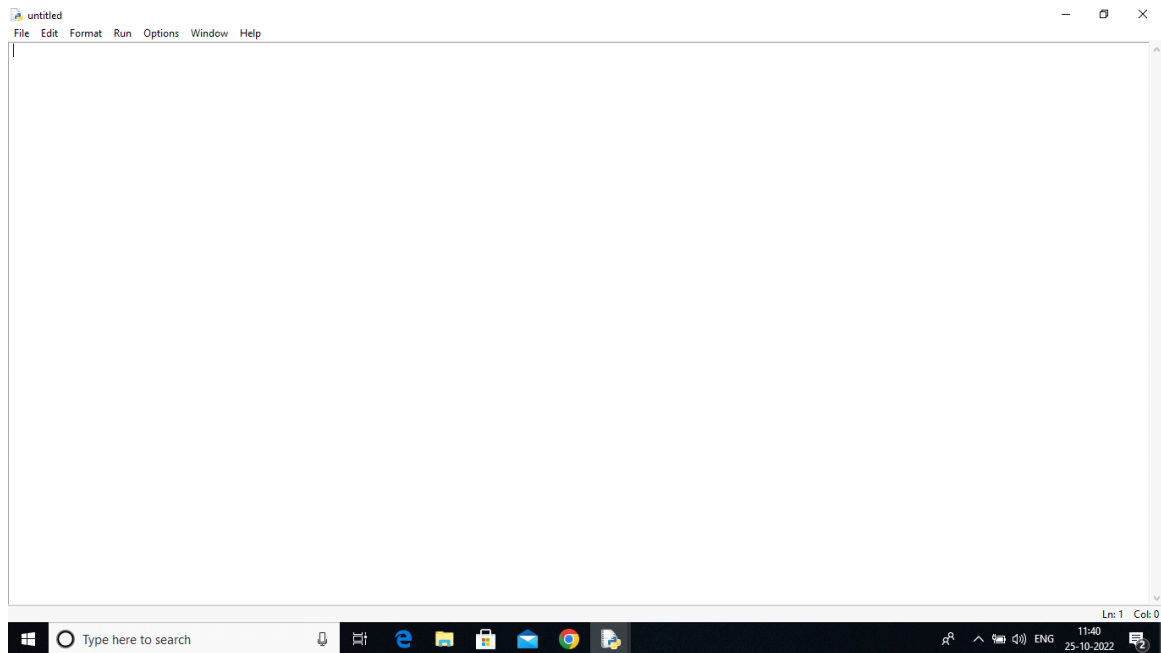 untitled
File Edit Format Run Options Window Help
Ln: 1 Col: 0
Type here to search
ENG
11:40
25-10-2022
2